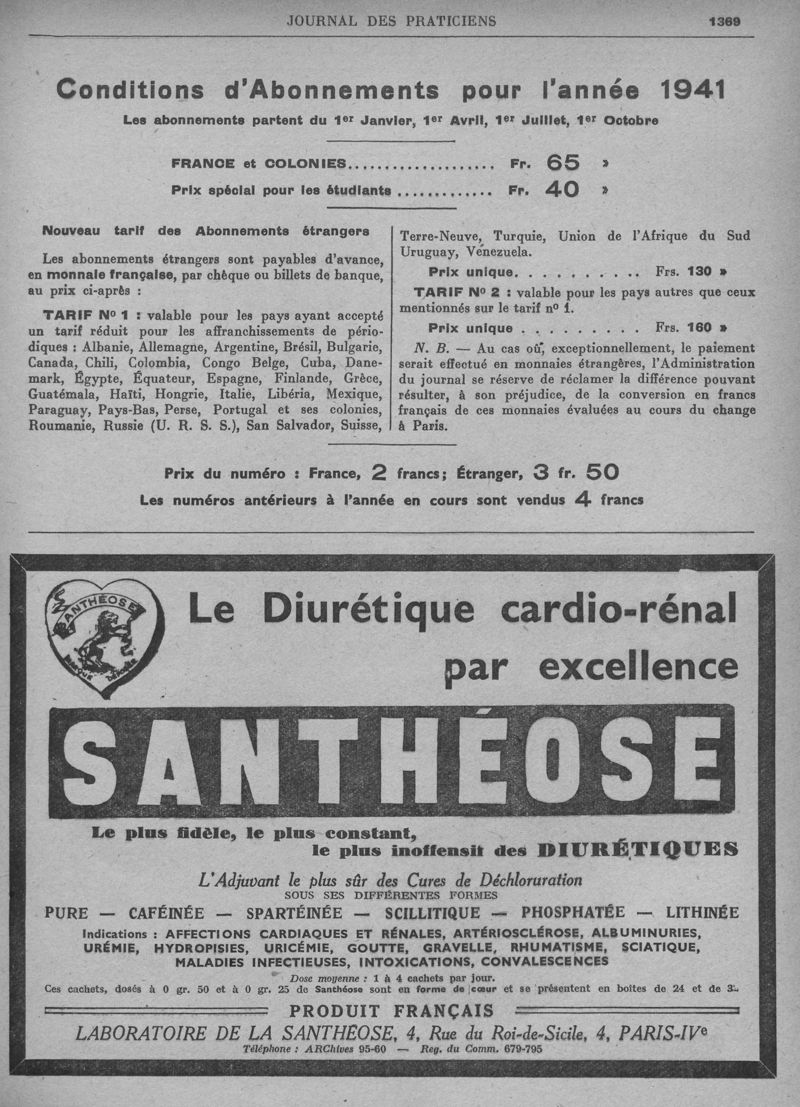 JOURNAL DES PRATICIENS 1369
Conditions d'Abonnements pour l'année 1941
Les abonnements partent du 1er Janvier, 1er Avril, 1er Juillet, 1er Octobre
FRANCE et COLONIES.................... Fr. 65 »
Prix spécial pour les étudiants ............. Fr. 40 »
Nouveau tarif des Abonnements étrangers
Les abonnements étrangers sont payables d'avance,
en monnaie française, par chèque ou billets de banque,
au prix ci-après :
TARIF No 1 : valable pour les pays ayant accepté
un tarif réduit pour les affranchissements de pério-
diques : Albanie, Allemagne, Argentine, Brésil, Bulgarie,
Canada, Chili, Colombia, Congo Belge, Cuba, Dane-
mark, Égypte, Équateur, Espagne, Finlande, Grèce,
Guatémala, Haïti, Hongrie, Italie, Libéria, Mexique,
Paraguay, Pays-Bas, Perse, Portugal et ses colonies,
Roumanie, Russie (U. R. S. S.), San Salvador, Suisse,
Terre-Neuve, Turquie, Union de l'Afrique du Sud
Uruguay, Vénezuela.
Prix unique. . . . . . . . . .. Frs. 130 »
TARIF No 2 : valable pour les pays autres que ceux
mentionnés sur le tarif no 1.
Prix unique . . . . . . . . . Frs. 160 »
N. B. — Au cas où, exceptionnellement, le paiement
serait effectué en monnaies étrangères, l'Administration
du journal se réserve de réclamer la différence pouvant
résulter, à son préjudice, de la conversion en francs
français de ces monnaies évaluées au cours du change
à Paris.
Prix du numéro : France, 2 francs; Étranger, 3 fr. 50
Les numéros antérieurs à l'année en cours sont vendus 4 francs
SANTHÉOSE
MARQUE DÉPOSÉE
Le Diurétique cardio-rénal
par excellence
SANTHÉOSE
Le plus fidèle, le plus constant,
le plus inoffensif des DIURÉTIQUES
L'Adjuvant le plus sûr des Cures de Déchloruration
SOUS SES DIFFÉRENTES FORMES
PURE — CAFÉINÉE — SPARTÉINÉE — SCILLITIQUE — PHOSPHATÉE — LITHINÉE
Indications : AFFECTIONS CARDIAQUES ET RÉNALES, ARTÉRIOSCLÉROSE, ALBUMINURIES,
URÉMIE, HYDROPISIES, URICÉMIE, GOUTTE, GRAVELLE, RHUMATISME, SCIATIQUE,
MALADIES INFECTIEUSES, INTOXICATIONS, CONVALESCENCES
Dose moyenne : 1 à 4 cachets par jour.
Ces cachets, dosés à 0 gr. 50 et à 0 gr. 25 de Santhéose sont en forme de cœur et se présentent en boîtes de 24 et de
PRODUIT FRANÇAIS
LABORATOIRE DE LA SANTHÉOSE, 4, Rue du Roi-de-Sicile, 4, PARIS-IVe
Téléphone : ARChives 95-60 — Reg. du Comm. 679-795